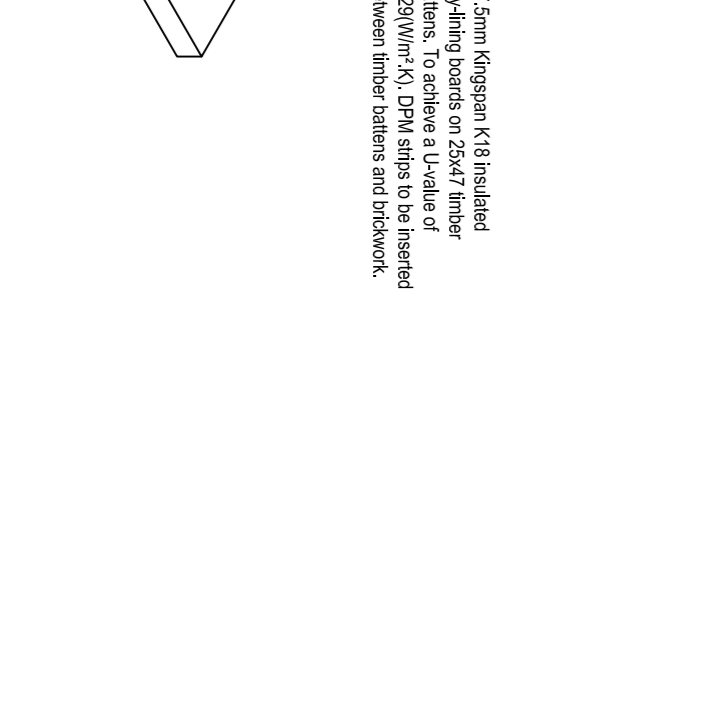 .5mm Kingspan K18 insulated
y-lining boards on 25x47 timber
ttens. To achieve a U-value of
29(W/m².K). DPM strips to be inserted
tween timber battens and brickwork.